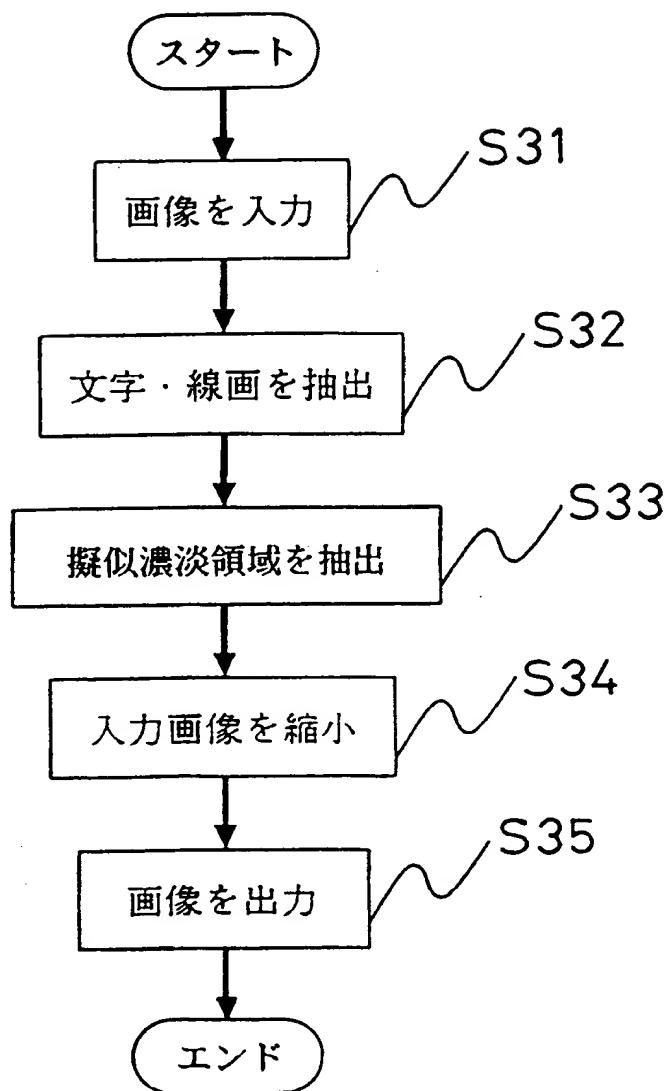 スタート
画像を入力
S31
文字・線画を抽出
S32
擬似濃淡領域を抽出
S33
入力画像を縮小
S34
画像を出力
S35
エンド